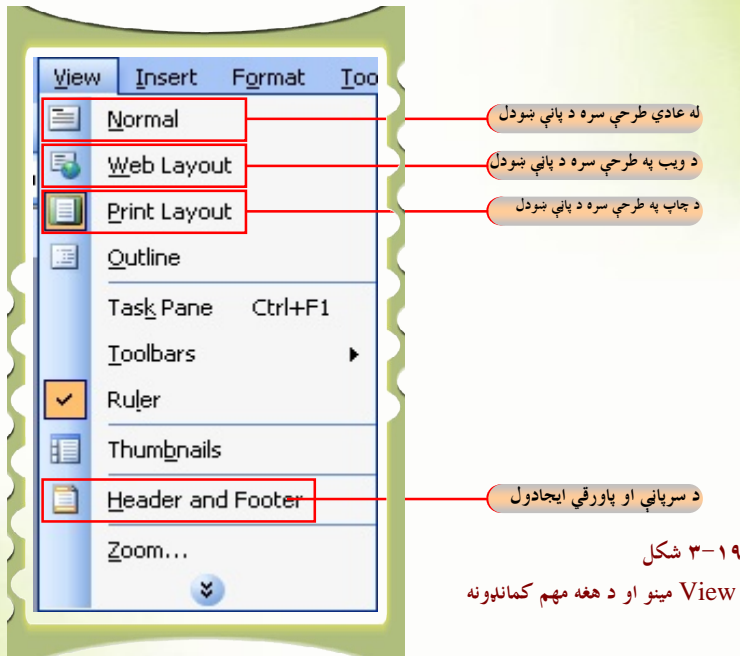 View Insert Format Too
Normal
له عادي طرحې سره د پاڼې ښودل
Web Layout
د ويب په طرحې سره د پاڼې ښودل
Print Layout
د چاپ په طرحې سره د پاڼې ښودل
Outline
Task Pane Ctrl+F1
Toolbars
Ruler
Thumbnails
Header and Footer
د سرپاڼې او پاورقي ايجادول
Zoom...
۳-۱۹ شکل
View مينو او د هغه مهم کمانډونه